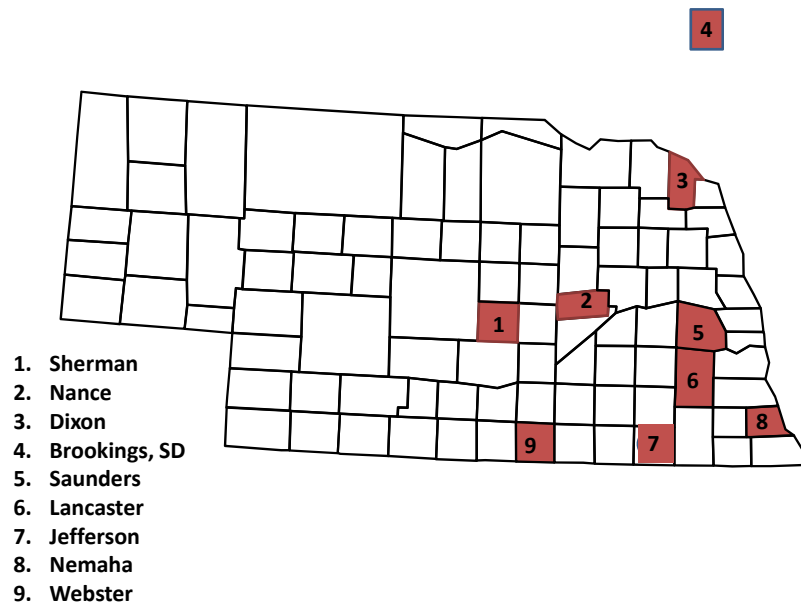 4
3
2
1
5
6
8
9
7
1. Sherman
2. Nance
3. Dixon
4. Brookings, SD
5. Saunders
6. Lancaster
7. Jefferson
8. Nemaha
9. Webster